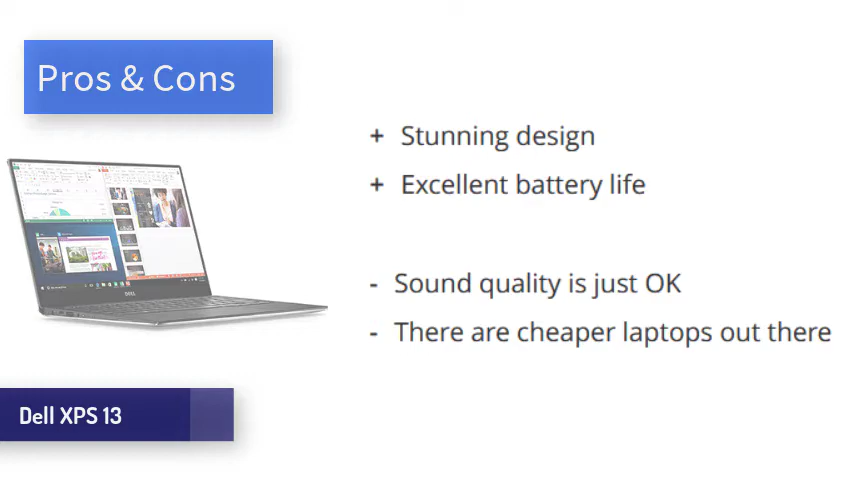 Pros & Cons
+ Stunning design
+ Excellent battery life
- Sound quality is just OK
- There are cheaper laptops out there
DELL
Dell XPS 13